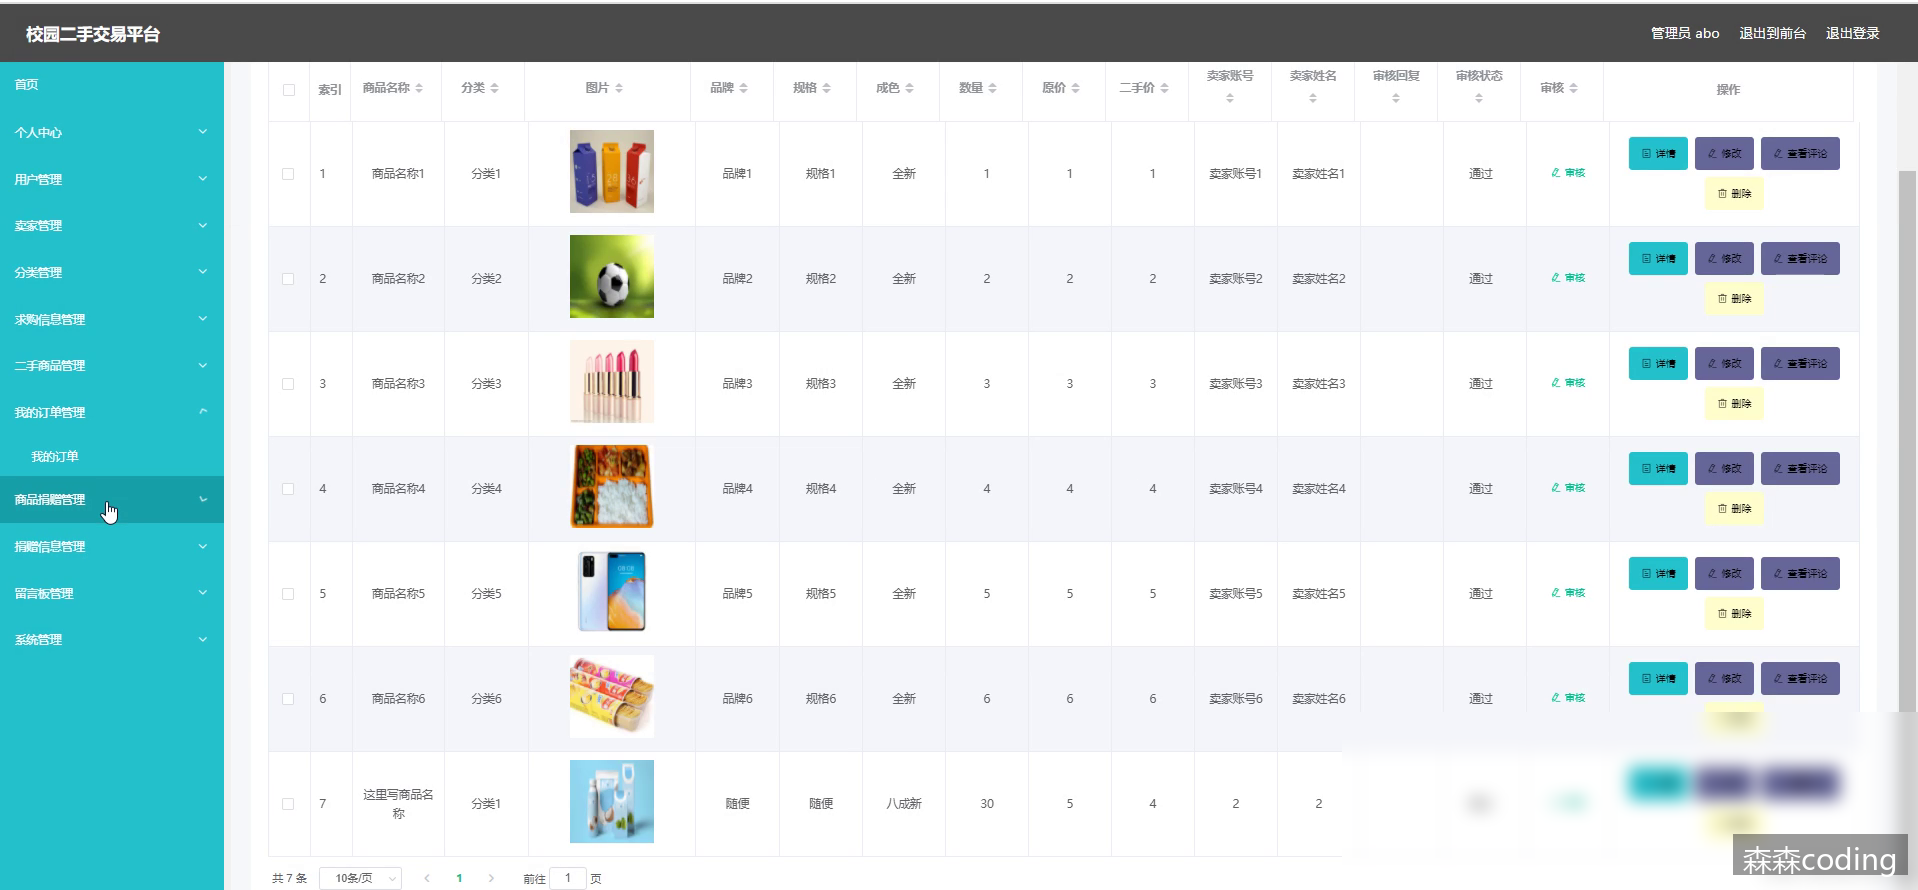 校园二手交易平台
管理员 abo 退出到前台 退出登录
首页
个人中心
用户管理
卖家管理
分类管理
求购信息管理
二手商品管理
我的订单管理
我的订单
商品捐赠管理
捐赠信息管理
留言板管理
系统管理
索引 商品名称 分类 图片 品牌 规格 成色 数量 原价 二手价 卖家账号 卖家姓名 审核回复 审核状态 审核 操作
1 商品名称1 分类1 品牌1 规格1 全新 1 1 1 卖家账号1 卖家姓名1 通过 审核 详情 修改 查看评论
删除
2 商品名称2 分类2 品牌2 规格2 全新 2 2 2 卖家账号2 卖家姓名2 通过 审核 详情 修改 查看评论
删除
3 商品名称3 分类3 品牌3 规格3 全新 3 3 3 卖家账号3 卖家姓名3 通过 审核 详情 修改 查看评论
删除
4 商品名称4 分类4 品牌4 规格4 全新 4 4 4 卖家账号4 卖家姓名4 通过 审核 详情 修改 查看评论
删除
5 商品名称5 分类5 品牌5 规格5 全新 5 5 5 卖家账号5 卖家姓名5 通过 审核 详情 修改 查看评论
删除
6 商品名称6 分类6 品牌6 规格6 全新 6 6 6 卖家账号6 卖家姓名6 通过 审核 详情 修改 查看评论
7 这里写商品名
称 分类1 随便 随便 八成新 30 5 4 2 2
共 7 条 10条/页 1 前往 1 页
森森coding